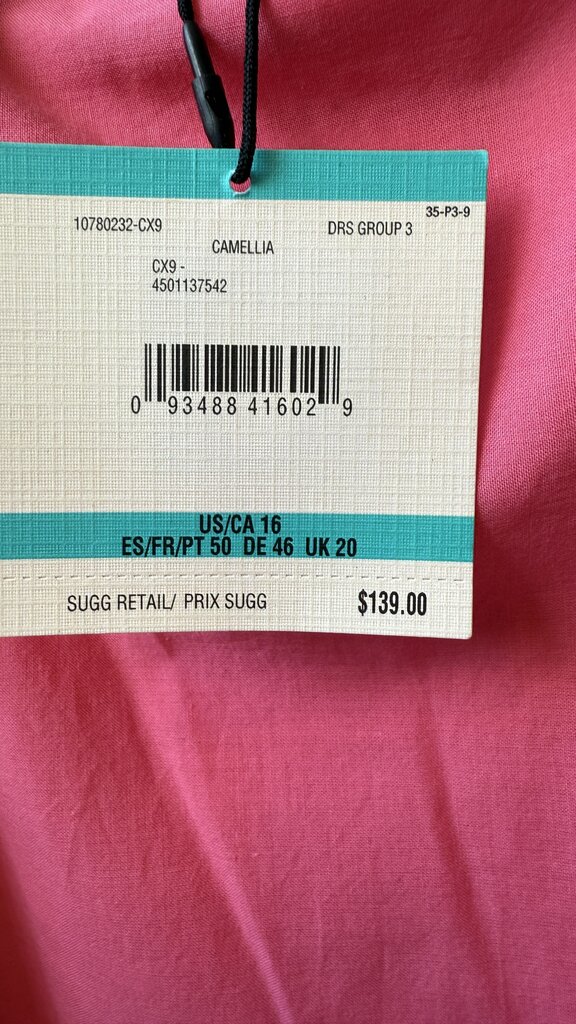 35-P3-9
10780232-CX9 DRS GROUP 3
CAMELLIA
CX9 -
4501137542
0 93488 41602 9
US/CA 16
ES/FR/PT 50 DE 46 UK 20
SUGG RETAIL/ PRIX SUGG $139.00